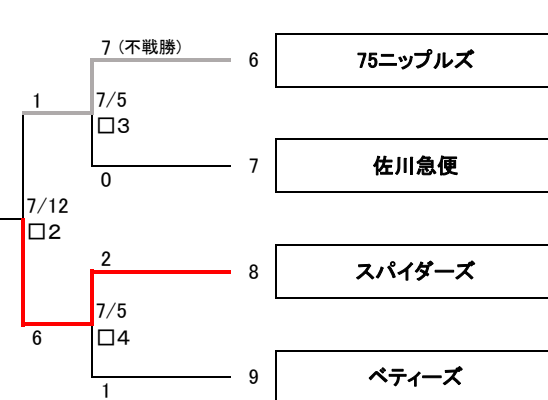 7 (不戦勝)
6 75ニップルズ
1
7/5
□3
7 佐川急便
0
7/12
□2
2
8 スパイダーズ
7/5
6
□4
9 ベティーズ
1